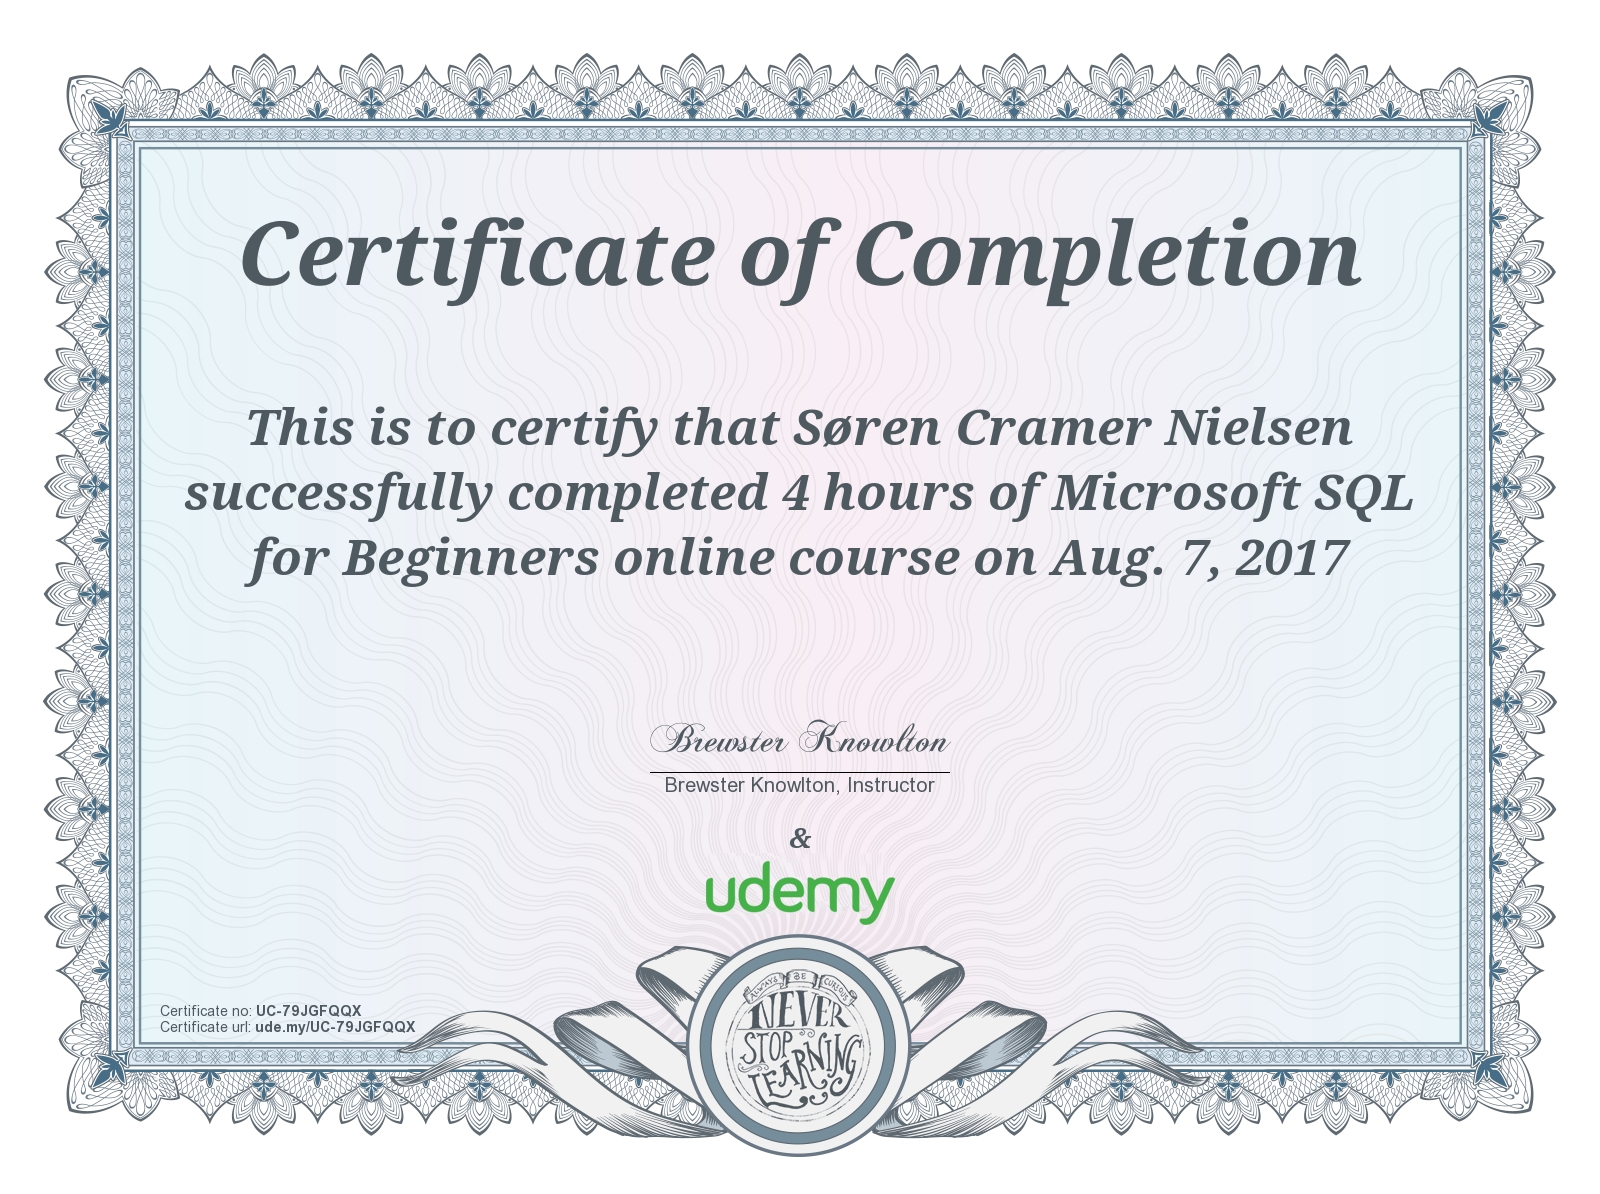 Certificate of Completion
This is to certify that Søren Cramer Nielsen
successfully completed 4 hours of Microsoft SQL
for Beginners online course on Aug. 7, 2017
Brewster Knowlton
Brewster Knowlton, Instructor
&
udemy
Certificate no: UC-79JGFQQX
Certificate url: ude.my/UC-79JGFQQX
ALWAYS BE CURIOUS
NEVER
STOP
LEARNING